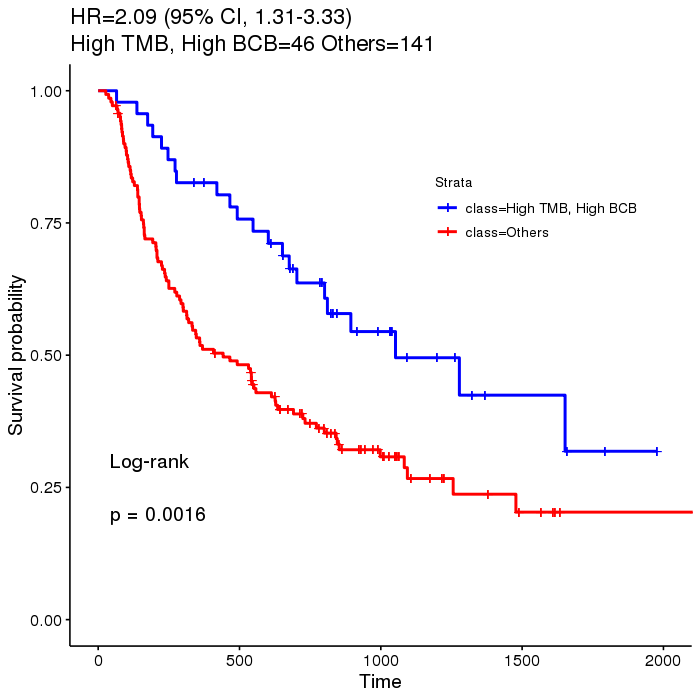 HR=2.09 (95% CI, 1.31-3.33)
High TMB, High BCB=46 Others=141
Strata
class=High TMB, High BCB
class=Others
Survival probability
1.00
0.75
0.50
0.25
0.00
Log-rank
p = 0.0016
0 500 1000 1500 2000
Time